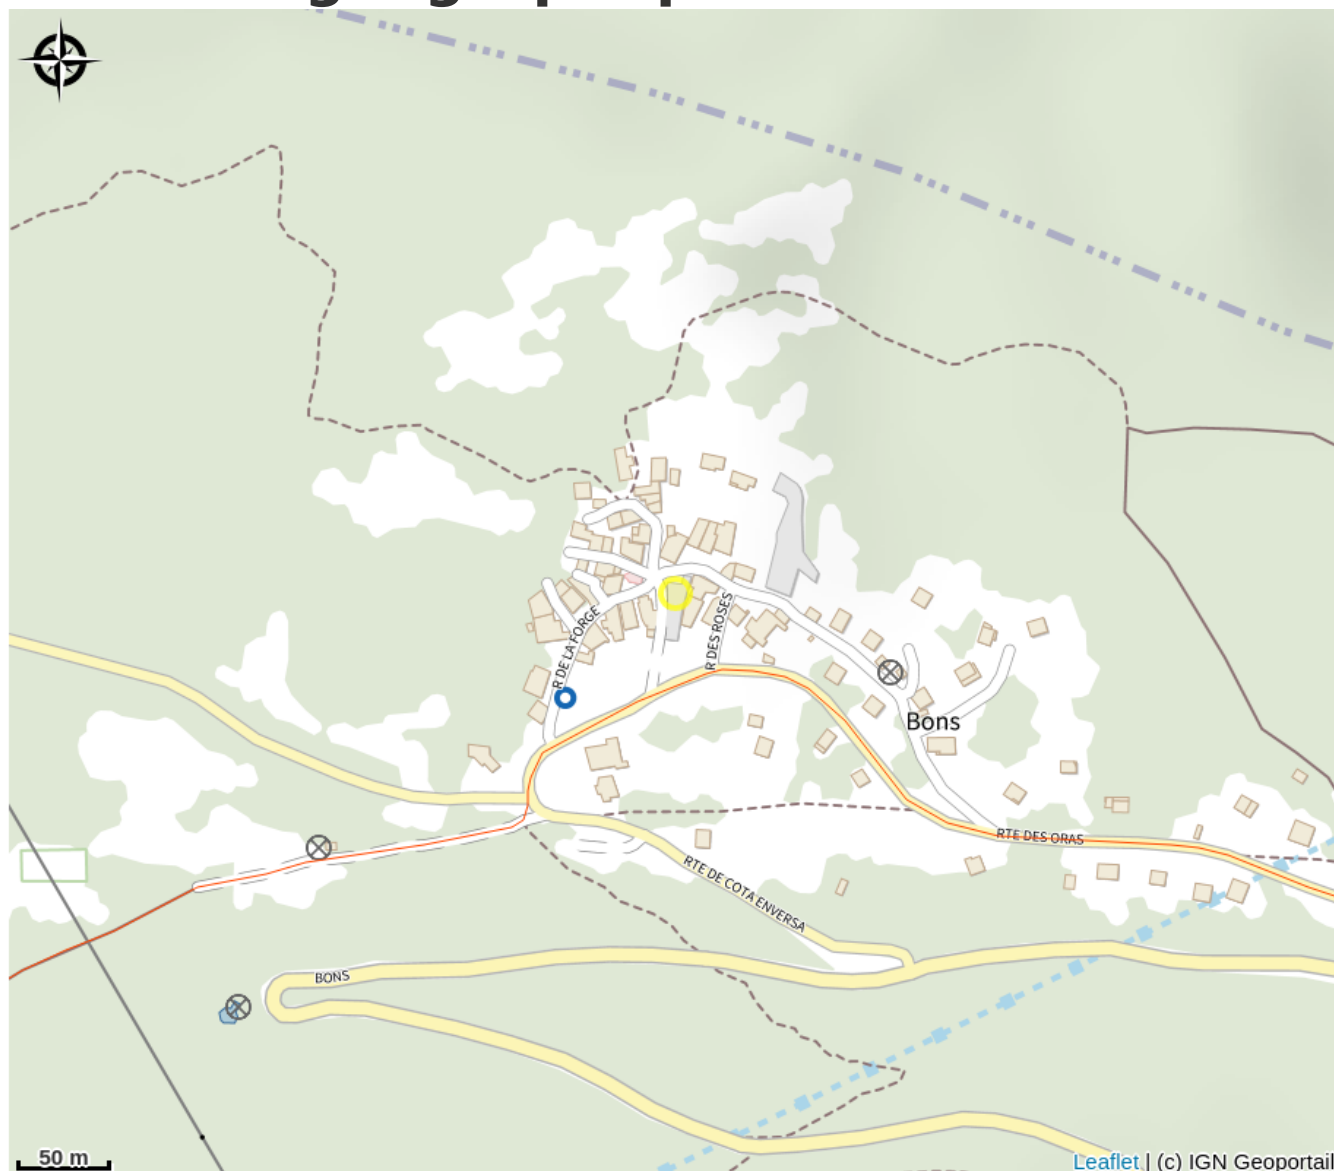 R DE LA FORGE
R DES ROSES
Bons
RTE DES ORAS
RTE DE COTA ENVERSA
BONS
50 m
Leaflet | (c) IGN Geoportail